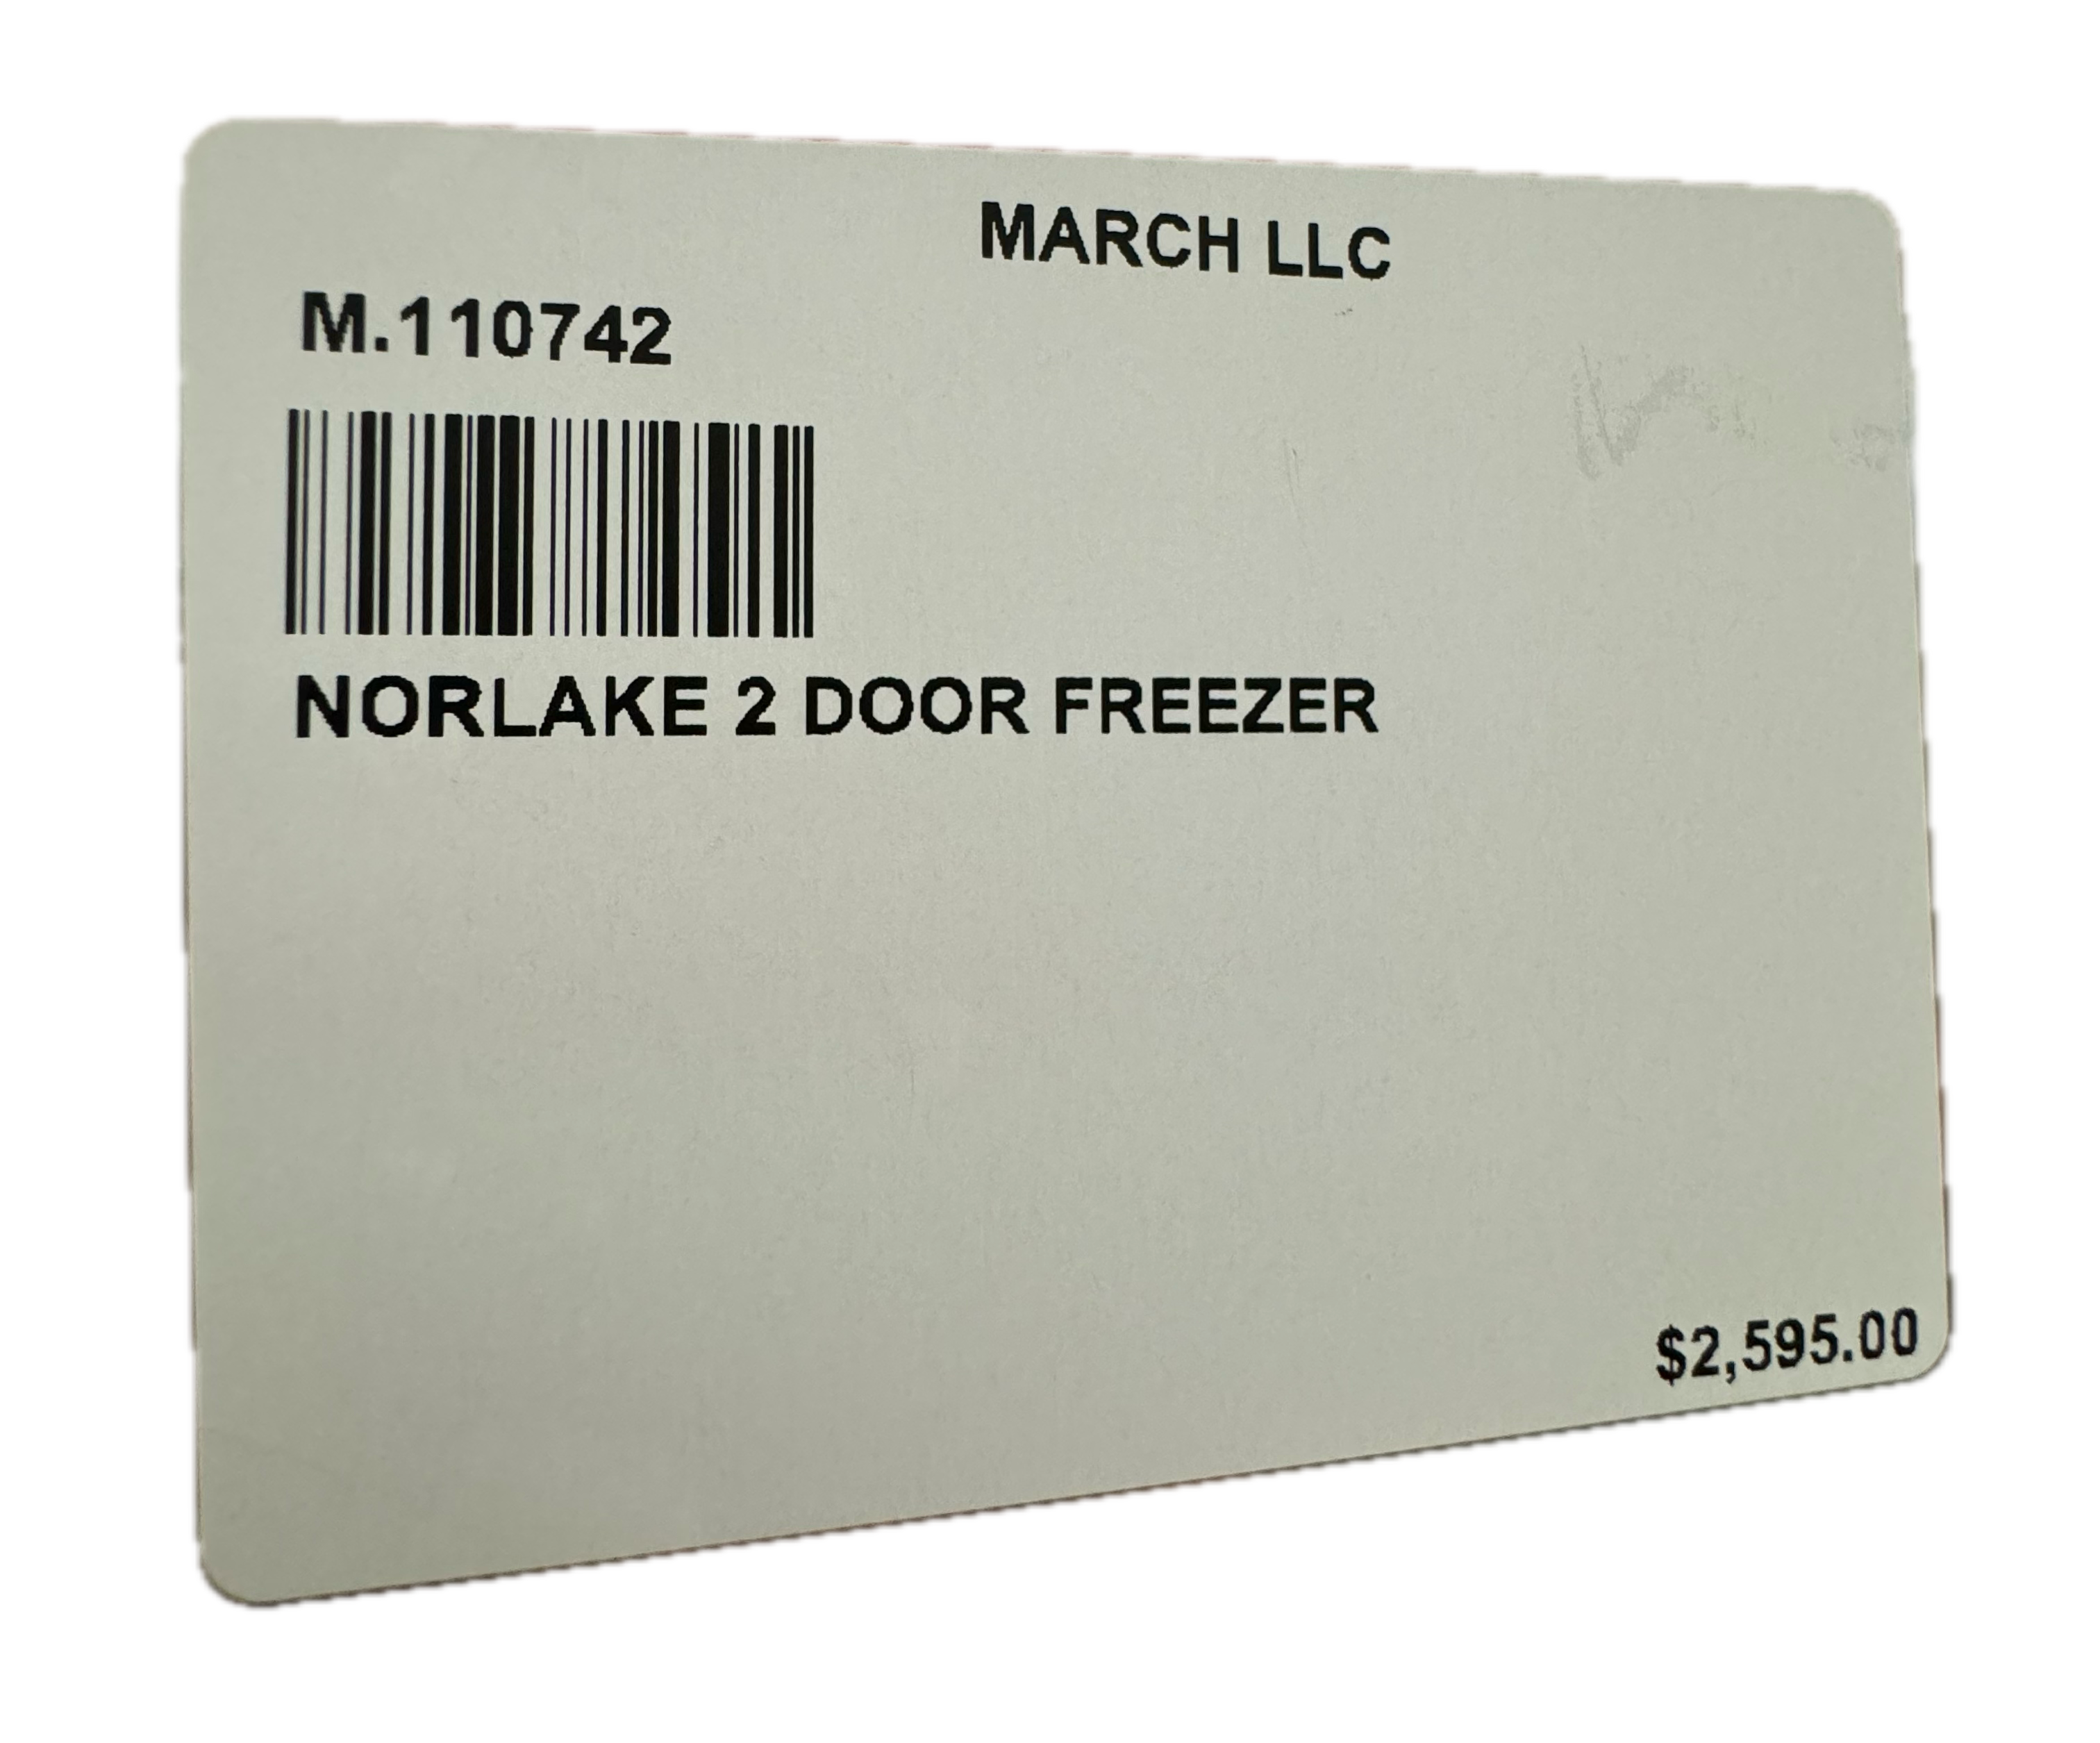 MARCH LLC
M.110742
NORLAKE 2 DOOR FREEZER
$2,595.00